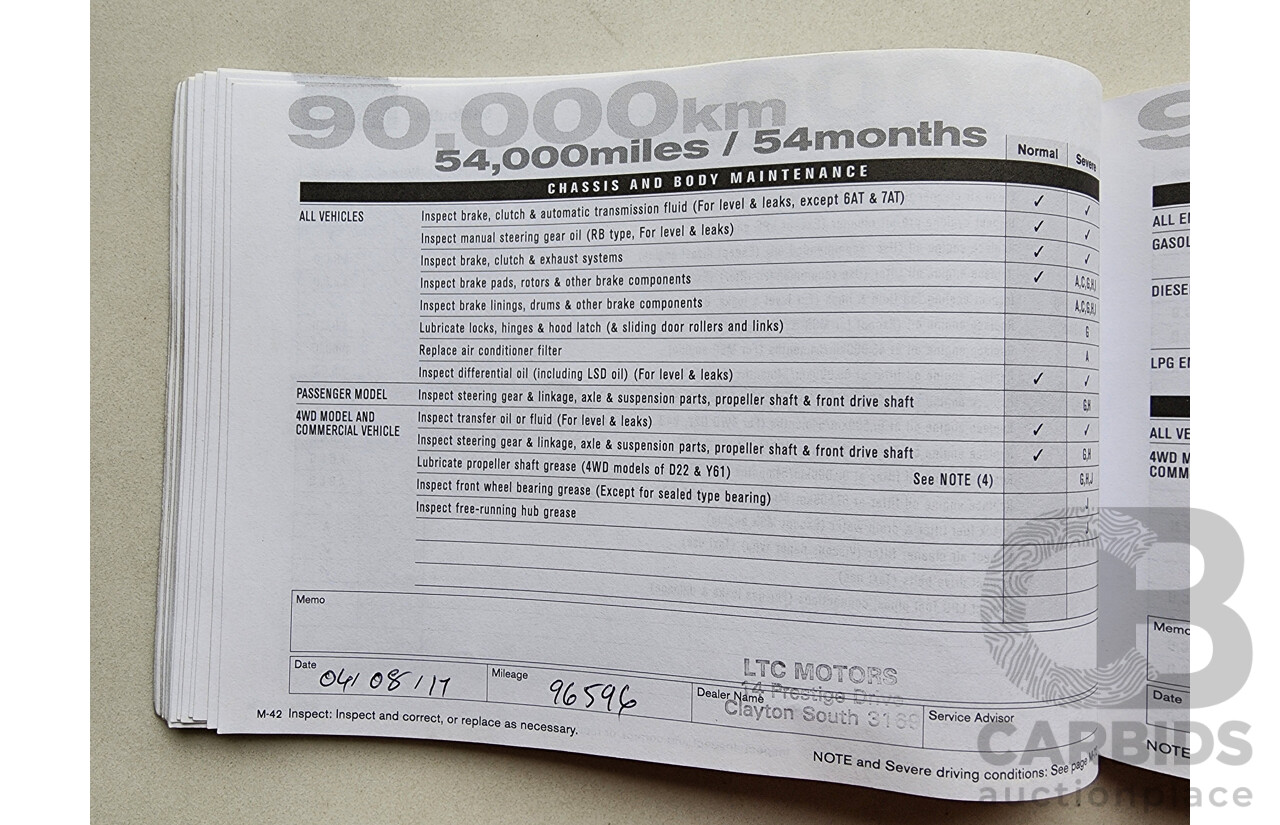 90,000km
54,000miles / 54months
Normal Severe
CHASSIS AND BODY MAINTENANCE
ALL VEHICLES Inspect brake, clutch & automatic transmission fluid (For level & leaks, except 6AT & 7AT) ✓ ✓
Inspect manual steering gear oil (RB type, For level & leaks) ✓ ✓
Inspect brake, clutch & exhaust systems ✓ ✓
Inspect brake pads, rotors & other brake components ✓ A,C,G,H,I
Inspect brake linings, drums & other brake components A,C,G,H,I
Lubricate locks, hinges & hood latch (& sliding door rollers and links) G
Replace air conditioner filter A
Inspect differential oil (including LSD oil) (For level & leaks) ✓ ✓
PASSENGER MODEL Inspect steering gear & linkage, axle & suspension parts, propeller shaft & front drive shaft G,H
4WD MODEL AND
COMMERCIAL VEHICLE
Inspect transfer oil or fluid (For level & leaks) ✓ ✓
Inspect steering gear & linkage, axle & suspension parts, propeller shaft & front drive shaft ✓ G,H
Lubricate propeller shaft grease (4WD models of D22 & Y61) See NOTE (4) G,H,J
Inspect front wheel bearing grease (Except for sealed type bearing) J
Inspect free-running hub grease J
Memo
Date 04/08/17
Mileage 96596
Dealer Name
LTC MOTORS
14 Prestige Drive
Clayton South 3169
Service Advisor
M-42 Inspect: Inspect and correct, or replace as necessary.
NOTE and Severe driving conditions: See page
9
ALL
GASOL
DIESE
LPG EN
ALL VE
4WD M
COMM
Memo
Date
NOTE
CB
CARBIDS
auctionplace